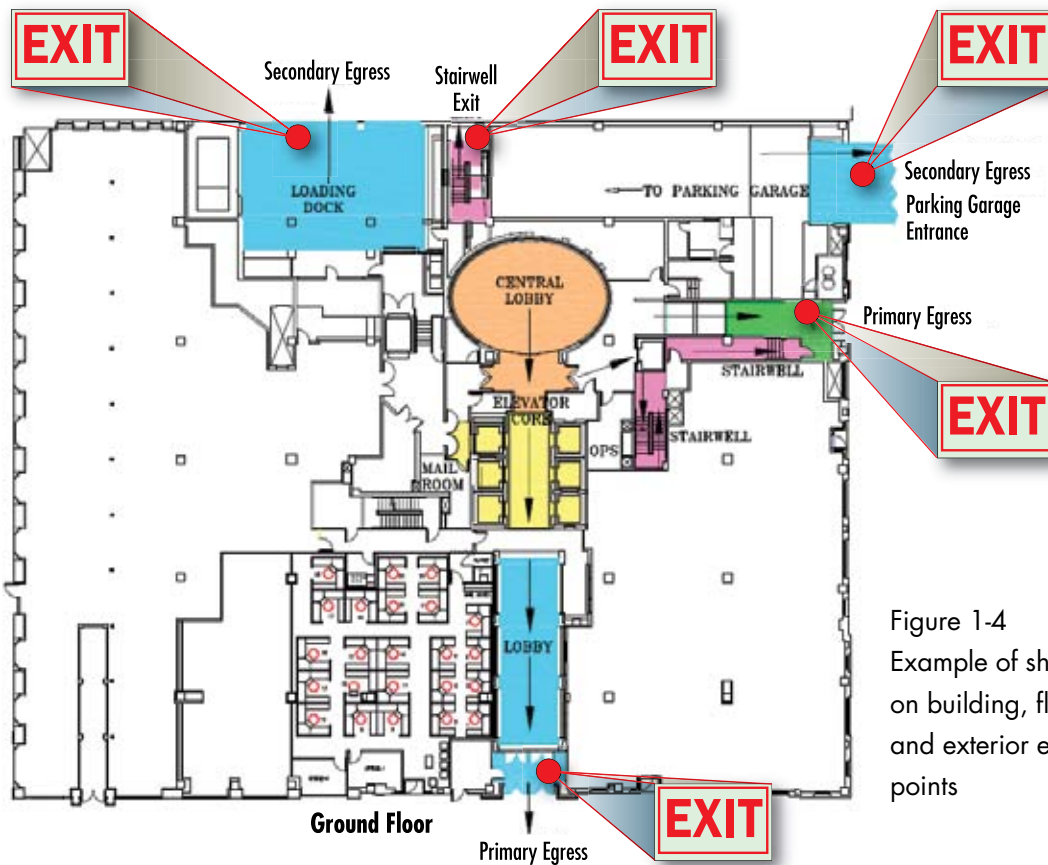 EXIT
EXIT
EXIT
Secondary Egress
Stairwell
Exit
LOADING
DOCK
TO PARKING GARAGE
Secondary Egress
Parking Garage
Entrance
CENTRAL
LOBBY
Primary Egress
STAIRWELL
EXIT
ELEVATOR
CORE
STAIRWELL
OPS
MAIL
ROOM
LOBBY
Figure 1-4
Example of sh
on building, fl
and exterior e
points
Ground Floor
EXIT
Primary Egress